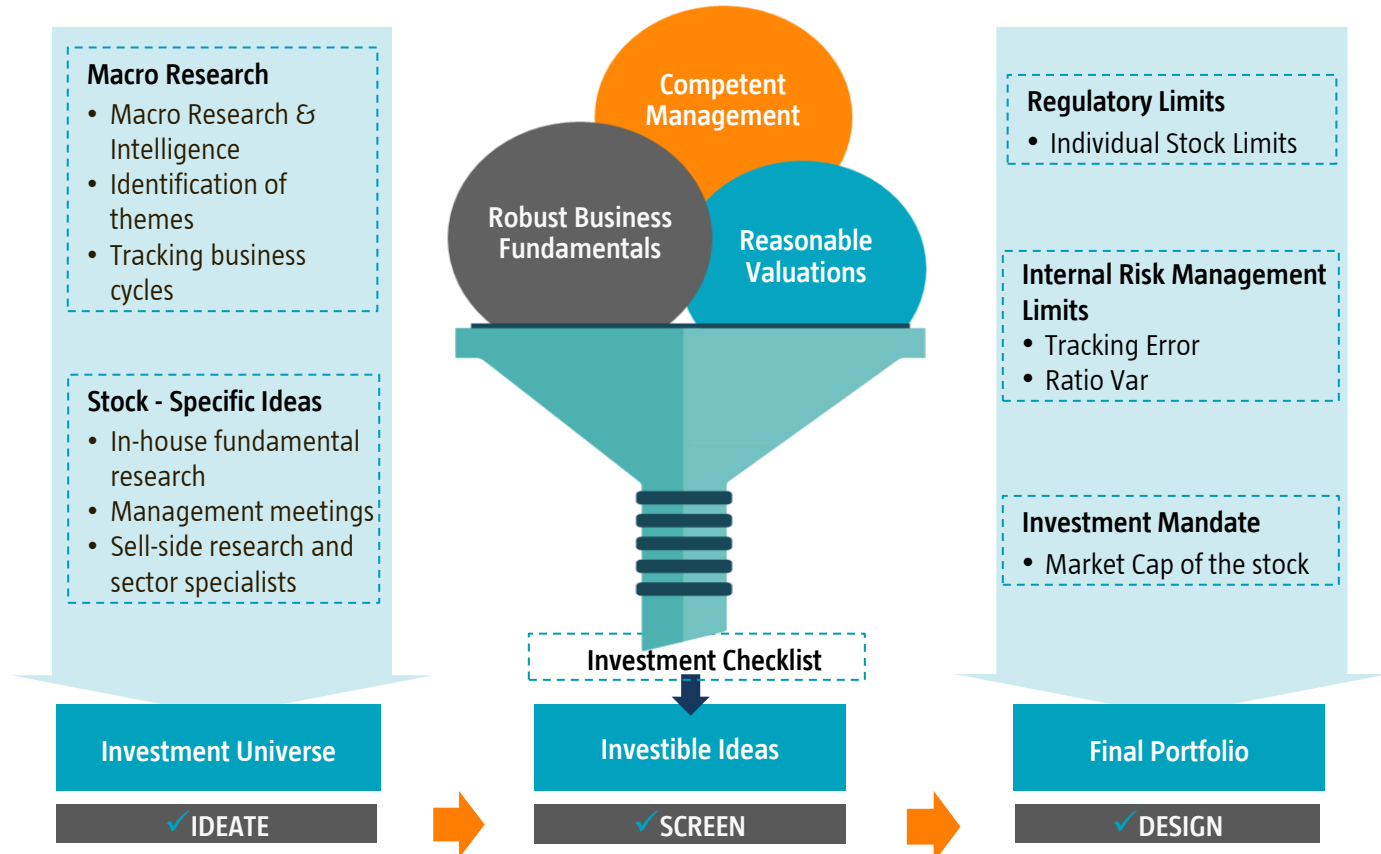 Macro Research
• Macro Research &
Intelligence
• Identification of
themes
• Tracking business
cycles
Stock - Specific Ideas
• In-house fundamental
research
• Management meetings
• Sell-side research and
sector specialists
Investment Universe
✓IDEATE
Competent
Management
Robust Business
Fundamentals
Reasonable
Valuations
Investment Checklist
Investible Ideas
✓SCREEN
Regulatory Limits
• Individual Stock Limits
Internal Risk Management
Limits
• Tracking Error
• Ratio Var
Investment Mandate
• Market Cap of the stock
Final Portfolio
✓DESIGN